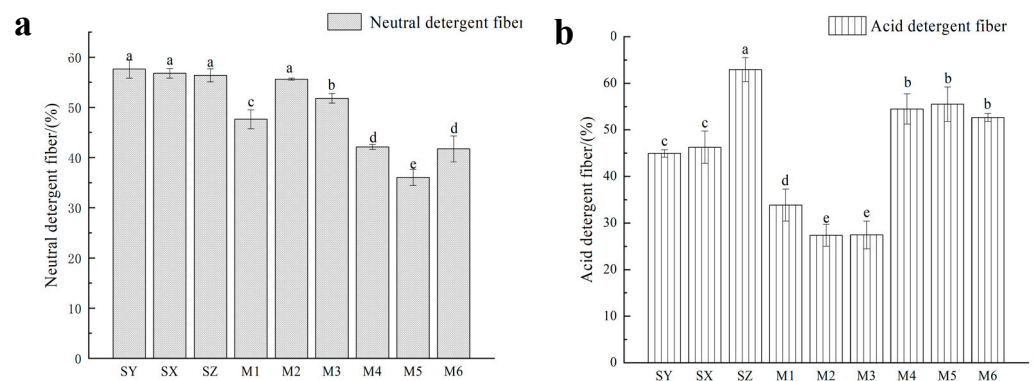 a
Neutral detergent fiber
Neutral detergent fiber/(%)
60
50
40
30
20
10
0
a a a c a b d e d
SY SX SZ M1 M2 M3 M4 M5 M6
b
Acid detergent fiber
Acid detergent fiber/(%)
0
60
50
40
30
20
10
0
c c a d e e b b b
SY SX SZ M1 M2 M3 M4 M5 M6